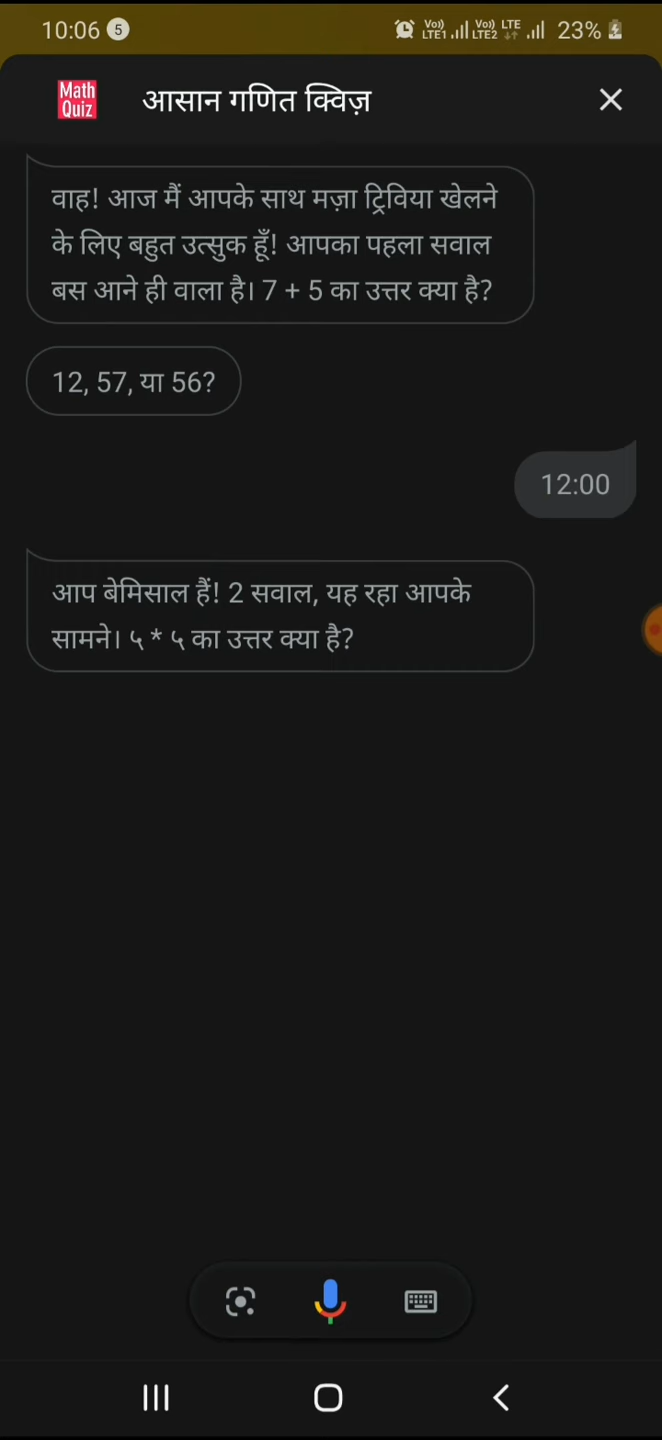 10:06 5 Vo)) LTE1 Vo)) LTE2 LTE 23%
Math
Quiz
आसान गणित क्विज़
वाह! आज मैं आपके साथ मज़ा ट्रिविया खेलने
के लिए बहुत उत्सुक हूँ! आपका पहला सवाल
बस आने ही वाला है। 7 + 5 का उत्तर क्या है?
12, 57, या 56?
12:00
आप बेमिसाल हैं! 2 सवाल, यह रहा आपके
सामने। ५ * ५ का उत्तर क्या है?